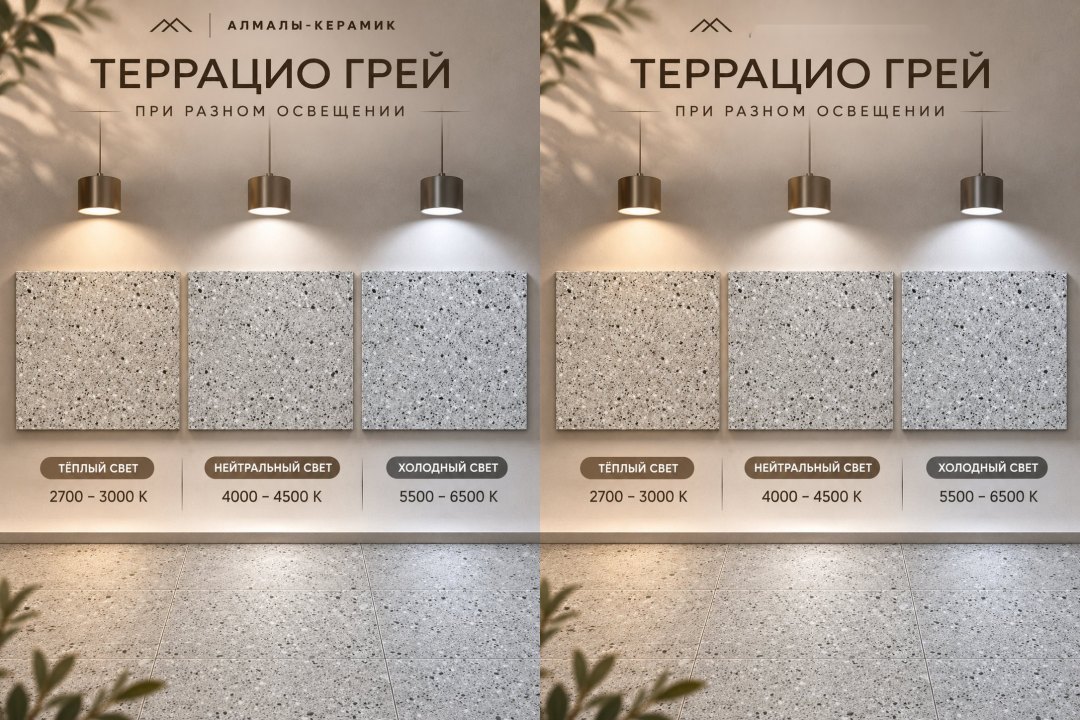 АЛМАЛЫ-КЕРАМИК
ТЕРРАЦИО ГРЕЙ
ПРИ РАЗНОМ ОСВЕЩЕНИИ
ТЁПЛЫЙ СВЕТ
2700 – 3000 К
НЕЙТРАЛЬНЫЙ СВЕТ
4000 – 4500 К
ХОЛОДНЫЙ СВЕТ
5500 – 6500 К
ТЕРРАЦИО ГРЕЙ
ПРИ РАЗНОМ ОСВЕЩЕНИИ
ТЁПЛЫЙ СВЕТ
2700 – 3000 К
НЕЙТРАЛЬНЫЙ СВЕТ
4000 – 4500 К
ХОЛОДНЫЙ СВЕТ
5500 – 6500 К